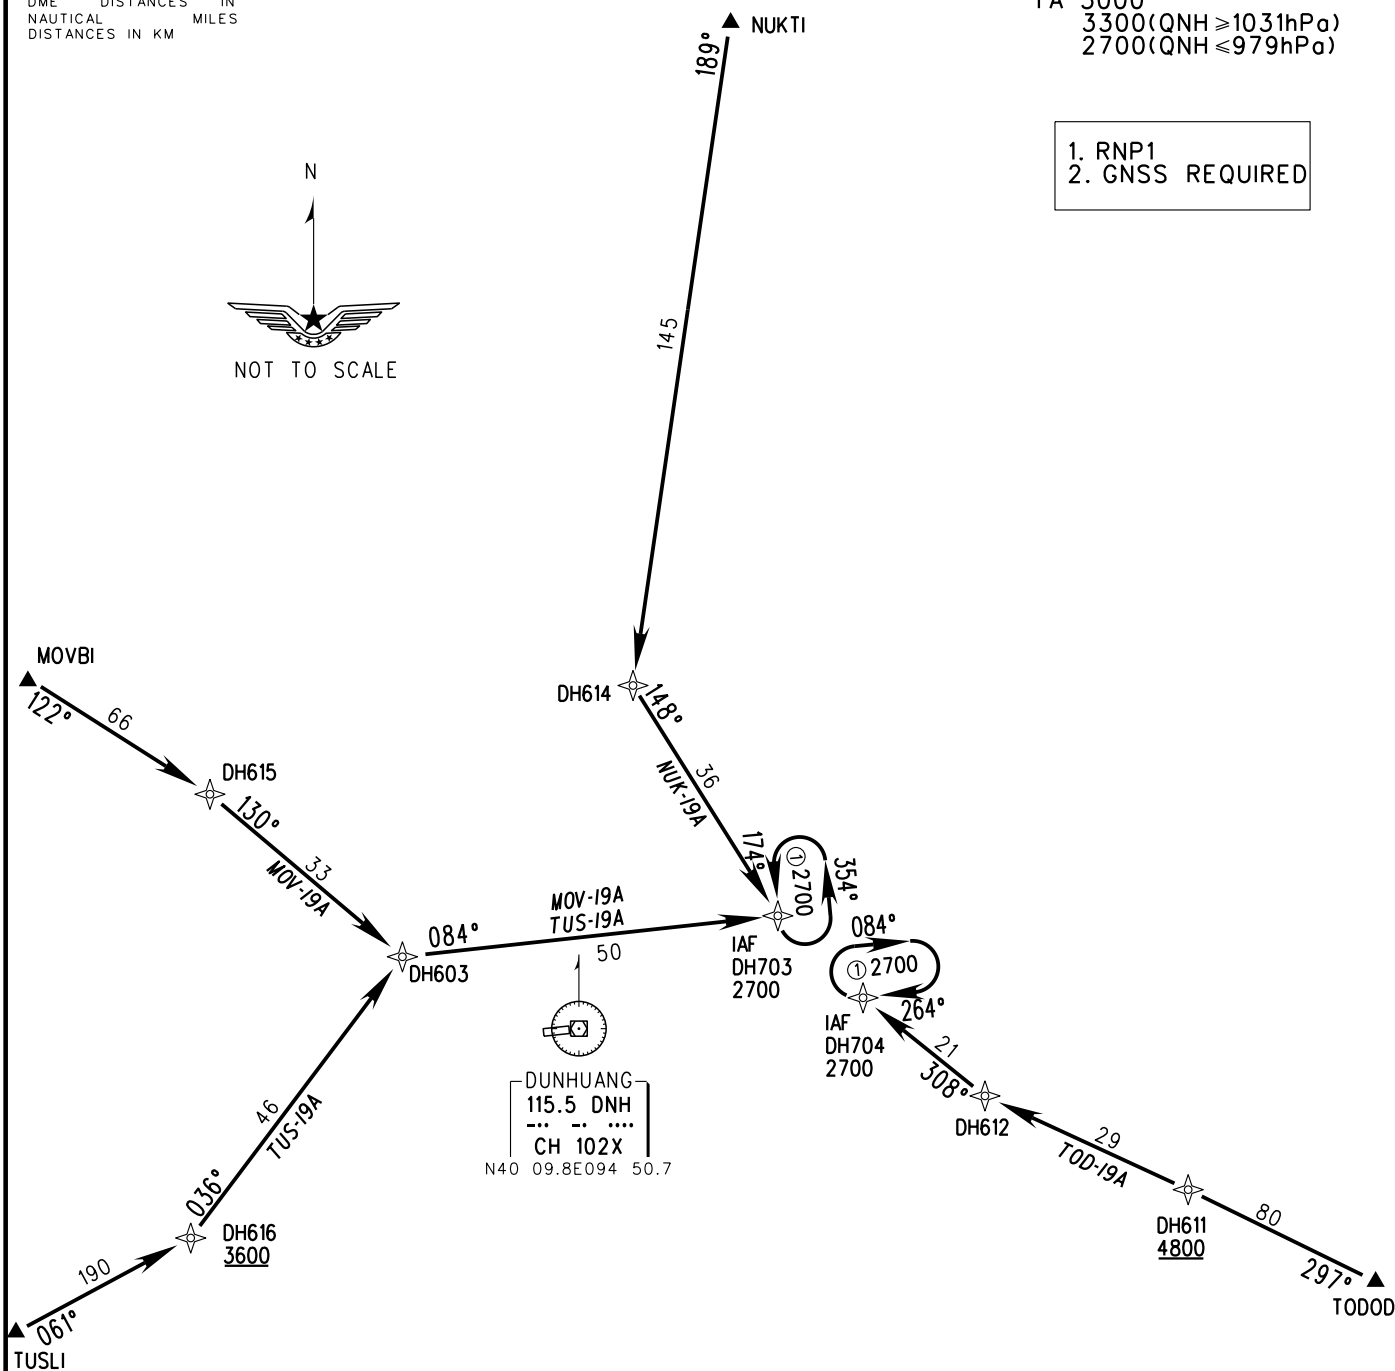 DME DISTANCES IN
NAUTICAL MILES
DISTANCES IN KM
TA 3000
3300(QNH ≥1031hPa)
2700(QNH ≤979hPa)
1. RNP1
2. GNSS REQUIRED
N
NOT TO SCALE
NUKTI
189°
145
MOVBI
122°
66
DH615
130°
33
MOV-19A
DH614
148°
36
NUK-19A
174°
① 2700
354°
MOV-19A
TUS-19A
084°
50
DH603
IAF
DH703
2700
084°
① 2700
264°
IAF
DH704
2700
21
308°
DH612
29
TOD-19A
DH611
4800
80
297°
TODOD
DUNHUANG
115.5 DNH
-·· -· ····
CH 102X
N40 09.8E094 50.7
46
TUS-19A
036°
DH616
3600
190
061°
TUSLI